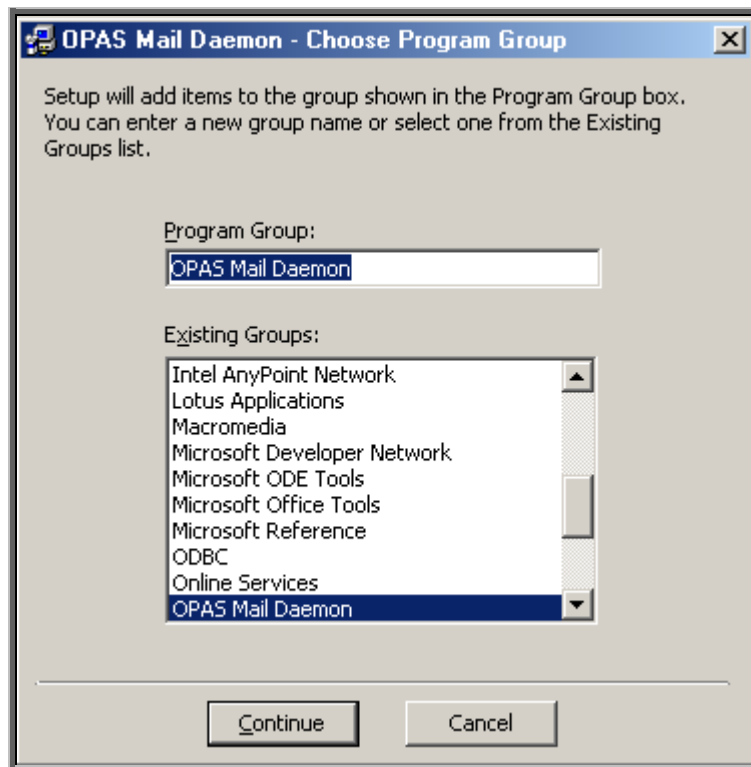 OPAS Mail Daemon - Choose Program Group
Setup will add items to the group shown in the Program Group box.
You can enter a new group name or select one from the Existing
Groups list.
Program Group:
OPAS Mail Daemon
Existing Groups:
Intel AnyPoint Network
Lotus Applications
Macromedia
Microsoft Developer Network
Microsoft ODE Tools
Microsoft Office Tools
Microsoft Reference
ODBC
Online Services
OPAS Mail Daemon
Continue
Cancel